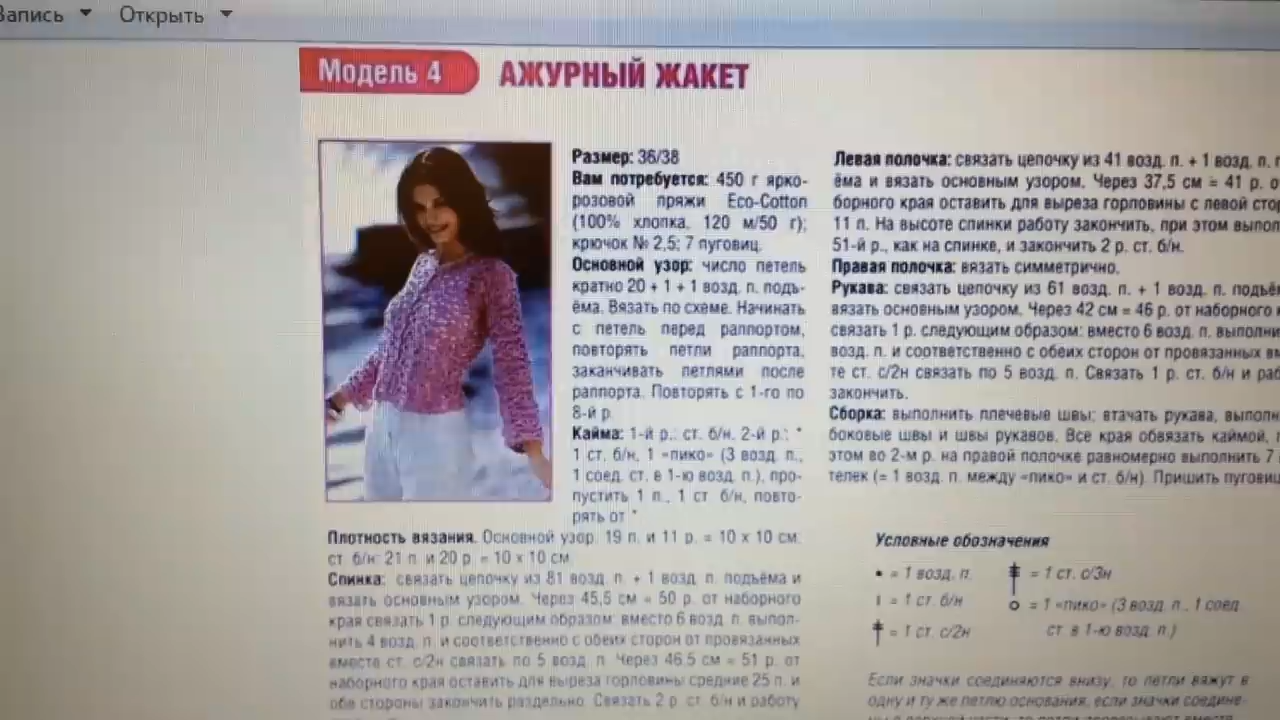 Запись Открыть
Модель 4 АЖУРНЫЙ ЖАКЕТ
Размер: 36/38
Вам потребуется: 450 г ярко-
розовой пряжи Eco-Cotton
(100% хлопка, 120 м/50 г);
крючок № 2,5; 7 пуговиц.
Основной узор: число петель
кратно 20 + 1 + 1 возд. п. подъ-
ёма. Вязать по схеме. Начинать
с петель перед раппортом,
повторять петли раппорта,
заканчивать петлями после
раппорта. Повторять с 1-го по
8-й р.
Кайма: 1-й р.: ст. б/н. 2-й р.: *
1 ст. б/н, 1 «пико» (3 возд. п.,
1 соед. ст. в 1-ю возд. п.), про-
пустить 1 п., 1 ст. б/н, повто-
рять от *
Плотность вязания. Основной узор: 19 п. и 11 р. = 10 х 10 см;
ст. б/н: 21 п. и 20 р. = 10 х 10 см
Спинка: связать цепочку из 81 возд. п. + 1 возд. п. подъёма и
вязать основным узором. Через 45,5 см = 50 р. от наборного
края связать 1 р. следующим образом: вместо 6 возд. п. выпол-
нить 4 возд. п. и соответственно с обеих сторон от провязанных
вместе ст. с/2н связать по 5 возд. п. Через 46,5 см = 51 р. от
наборного края оставить для выреза горловины средние 25 п. и
обе стороны закончить раздельно. Связать 2 р. ст. б/н и работу
Левая полочка: связать цепочку из 41 возд. п. + 1 возд. п.
ёма и вязать основным узором. Через 37,5 см = 41 р.
борного края оставить для выреза горловины с левой
11 п. На высоте спинки работу закончить, при этом
51-й р., как на спинке, и закончить 2 р. ст. б/н.
Правая полочка: вязать симметрично.
Рукава: связать цепочку из 61 возд. п. + 1 возд. п.
вязать основным узором. Через 42 см = 46 р. от наборного
связать 1 р. следующим образом: вместо 6 возд. п.
возд. п. и соответственно с обеих сторон от провязанных
те ст. с/2н связать по 5 возд. п. Связать 1 р. ст. б/н и
закончить.
Сборка: выполнить плечевые швы; втачать рукава,
боковые швы и швы рукавов. Все края обвязать каймой,
этом во 2-м р. на правой полочке равномерно выполнить 7
телек (= 1 возд. п. между «пико» и ст. б/н). Пришить
Условные обозначения
• = 1 возд. п.
ı = 1 ст. б/н
= 1 ст. с/2н
= 1 ст. с/3н
о = 1 «пико» (3 возд. п., 1 соед.
ст. в 1-ю возд. п.)
Если значки соединяются внизу, то петли вяжут в
одну и ту же петлю основания, если значки соедине-